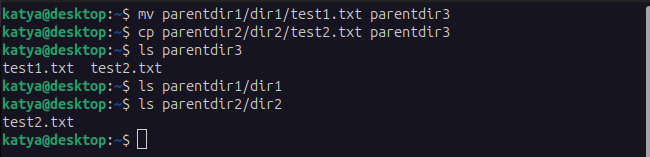 katya@desktop:~$ mv parentdir1/dir1/test1.txt parentdir3
katya@desktop:~$ cp parentdir2/dir2/test2.txt parentdir3
katya@desktop:~$ ls parentdir3
test1.txt  test2.txt
katya@desktop:~$ ls parentdir1/dir1
katya@desktop:~$ ls parentdir2/dir2
test2.txt
katya@desktop:~$